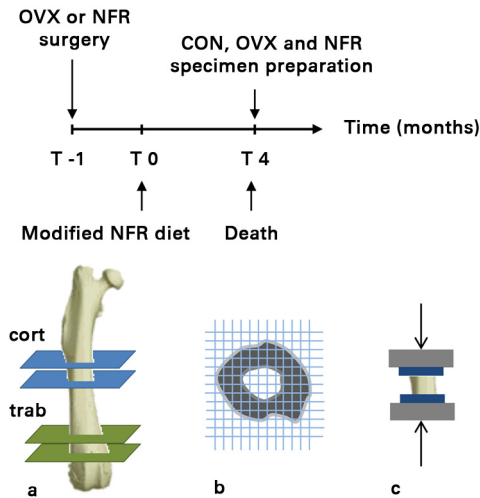 OVX or NFR
surgery
CON, OVX and NFR
specimen preparation
Time (months)
T -1
T 0
T 4
Modified NFR diet
Death
cort
trab
a
b
c